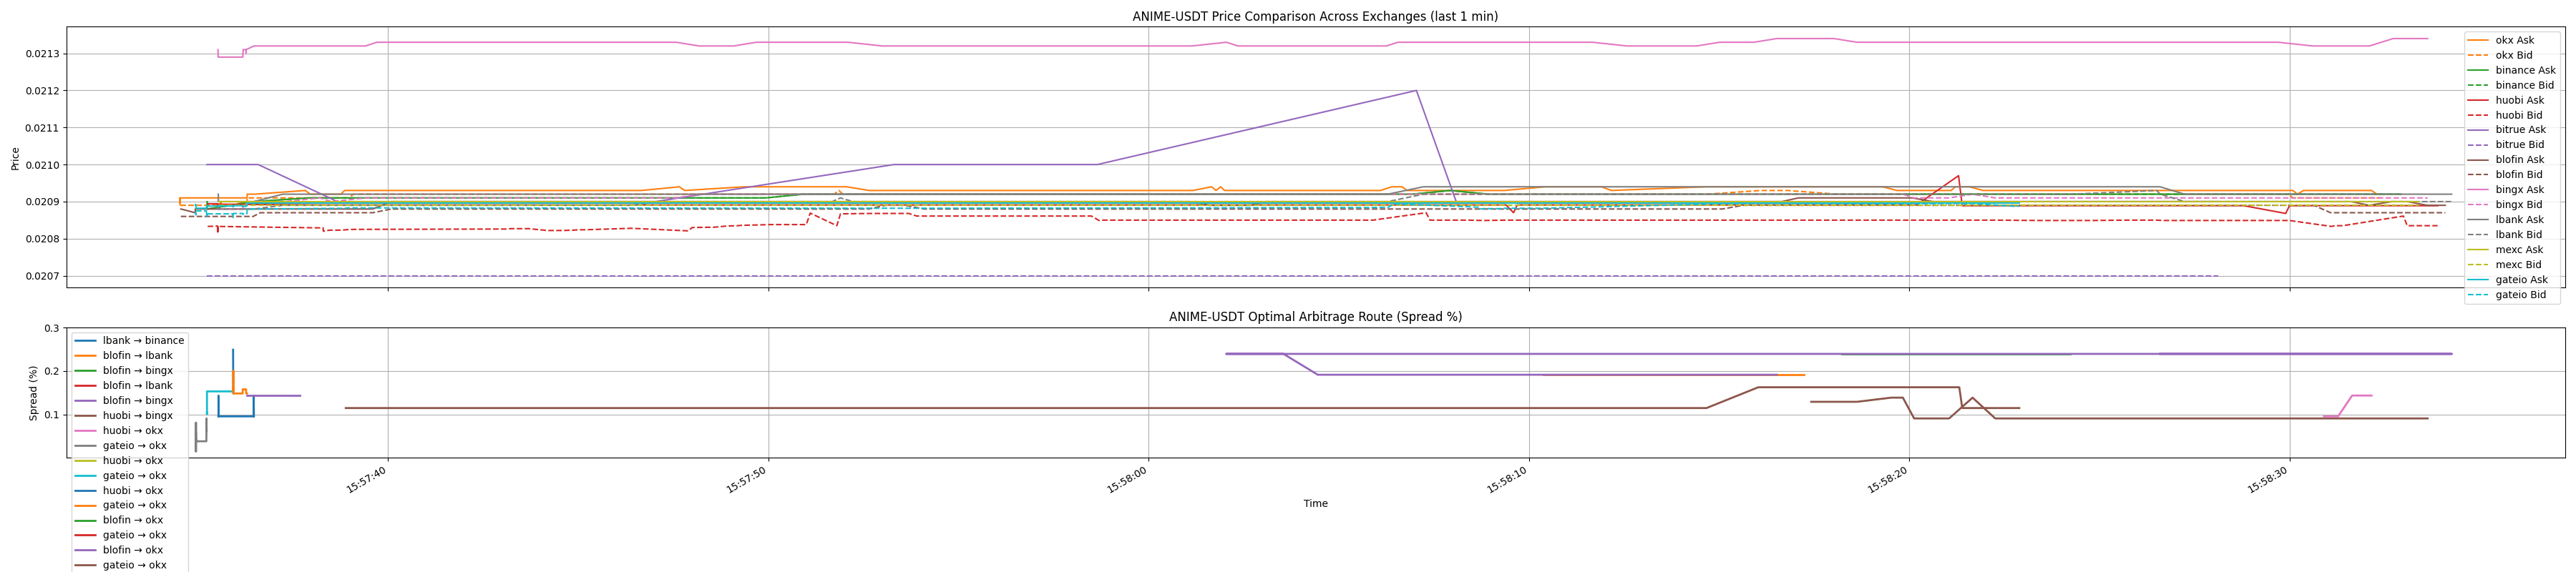 ANIME-USDT Price Comparison Across Exchanges (last 1 min)
Price
0.0213
0.0212
0.0211
0.0210
0.0209
0.0208
0.0207
okx Ask
okx Bid
binance Ask
binance Bid
huobi Ask
huobi Bid
bitrue Ask
bitrue Bid
blofin Ask
blofin Bid
bingx Ask
bingx Bid
lbank Ask
lbank Bid
mexc Ask
mexc Bid
gateio Ask
gateio Bid
ANIME-USDT Optimal Arbitrage Route (Spread %)
Spread (%)
0.3
0.2
0.1
lbank → binance
blofin → lbank
blofin → bingx
blofin → lbank
blofin → bingx
huobi → bingx
huobi → okx
gateio → okx
huobi → okx
gateio → okx
huobi → okx
gateio → okx
blofin → okx
gateio → okx
blofin → okx
gateio → okx
15:57:40
15:57:50
15:58:00
15:58:10
15:58:20
15:58:30
Time